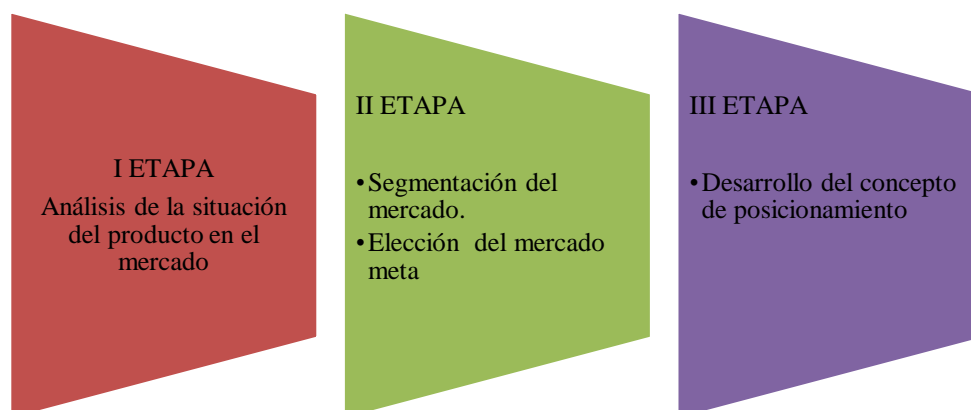 I ETAPA
Análisis de la situación
del producto en el
mercado
II ETAPA
•Segmentación del
mercado.
•Elección del mercado
meta
III ETAPA
•Desarrollo del concepto
de posicionamiento